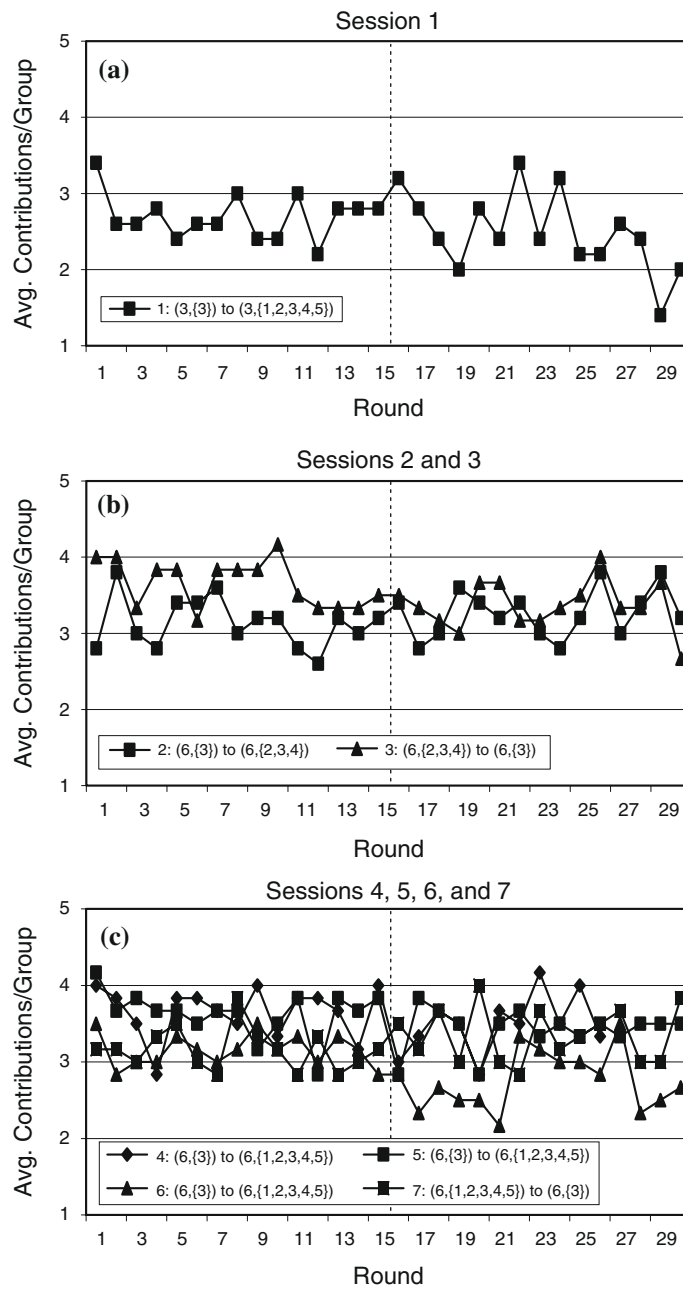 Session 1
(a)
Avg. Contributions/Group
5
4
3
2
1
1: (3,{3}) to (3,{1,2,3,4,5})
1 3 5 7 9 11 13 15 17 19 21 23 25 27 29
Round
Sessions 2 and 3
(b)
Avg. Contributions/Group
5
4
3
2
1
2: (6,{3}) to (6,{2,3,4}) 3: (6,{2,3,4}) to (6,{3})
1 3 5 7 9 11 13 15 17 19 21 23 25 27 29
Round
Sessions 4, 5, 6, and 7
(c)
Avg. Contributions/Group
5
4
3
2
1
4: (6,{3}) to (6,{1,2,3,4,5}) 5: (6,{3}) to (6,{1,2,3,4,5})
6: (6,{3}) to (6,{1,2,3,4,5}) 7: (6,{1,2,3,4,5}) to (6,{3})
1 3 5 7 9 11 13 15 17 19 21 23 25 27 29
Round